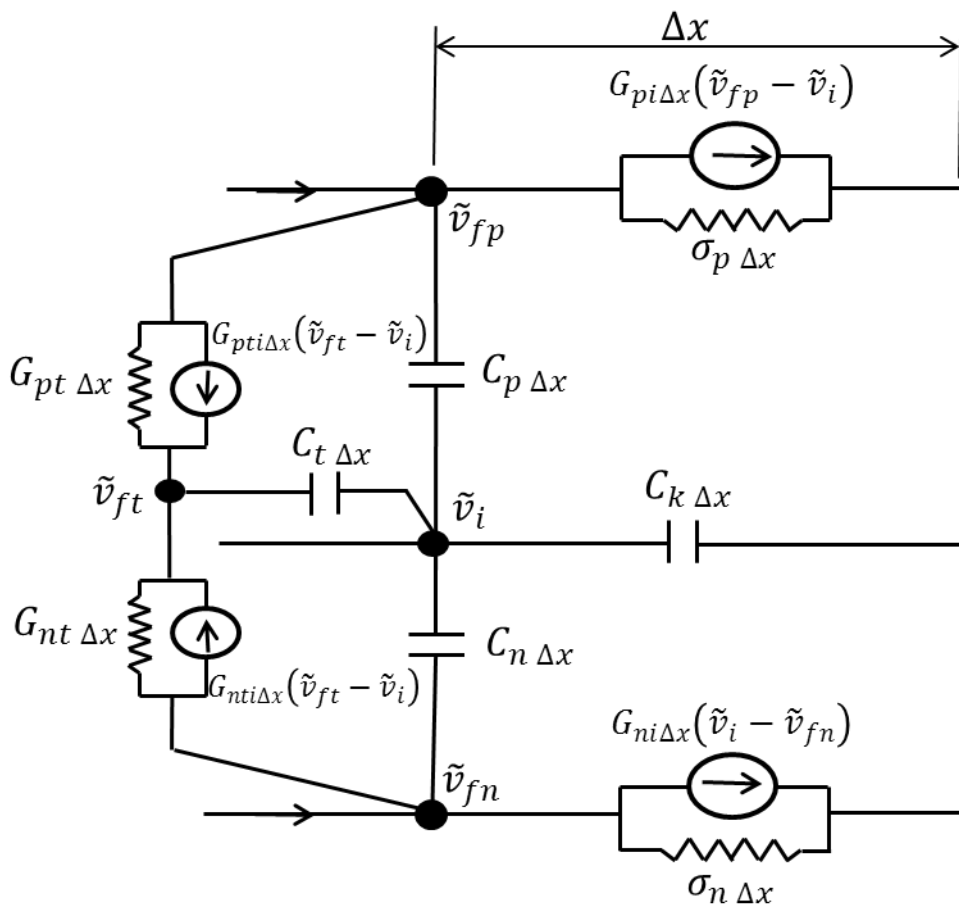 Δx
G_{piΔx}(ṽ_{fp} − ṽ_i)
ṽ_{fp}
σ_{p Δx}
G_{ptiΔx}(ṽ_{ft} − ṽ_i)
G_{pt Δx}
C_{p Δx}
C_{t Δx}
ṽ_{ft}
ṽ_i
C_{k Δx}
G_{nt Δx}
C_{n Δx}
G_{ntiΔx}(ṽ_{ft} − ṽ_i)
G_{niΔx}(ṽ_i − ṽ_{fn})
ṽ_{fn}
σ_{n Δx}